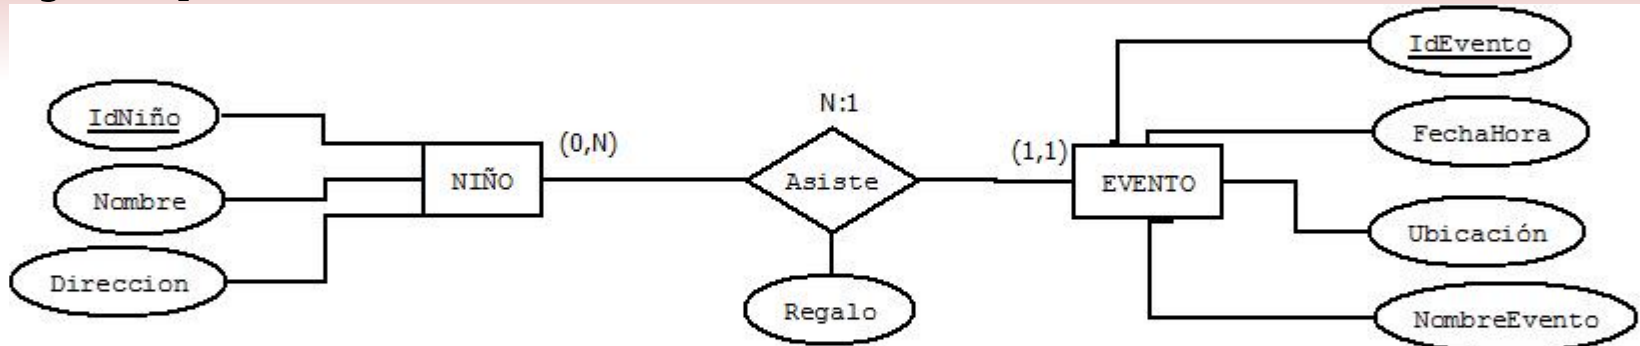 IdNiño
Nombre
Direccion
NIÑO
(0,N)
N:1
Asiste
Regalo
(1,1)
EVENTO
IdEvento
FechaHora
Ubicación
NombreEvento